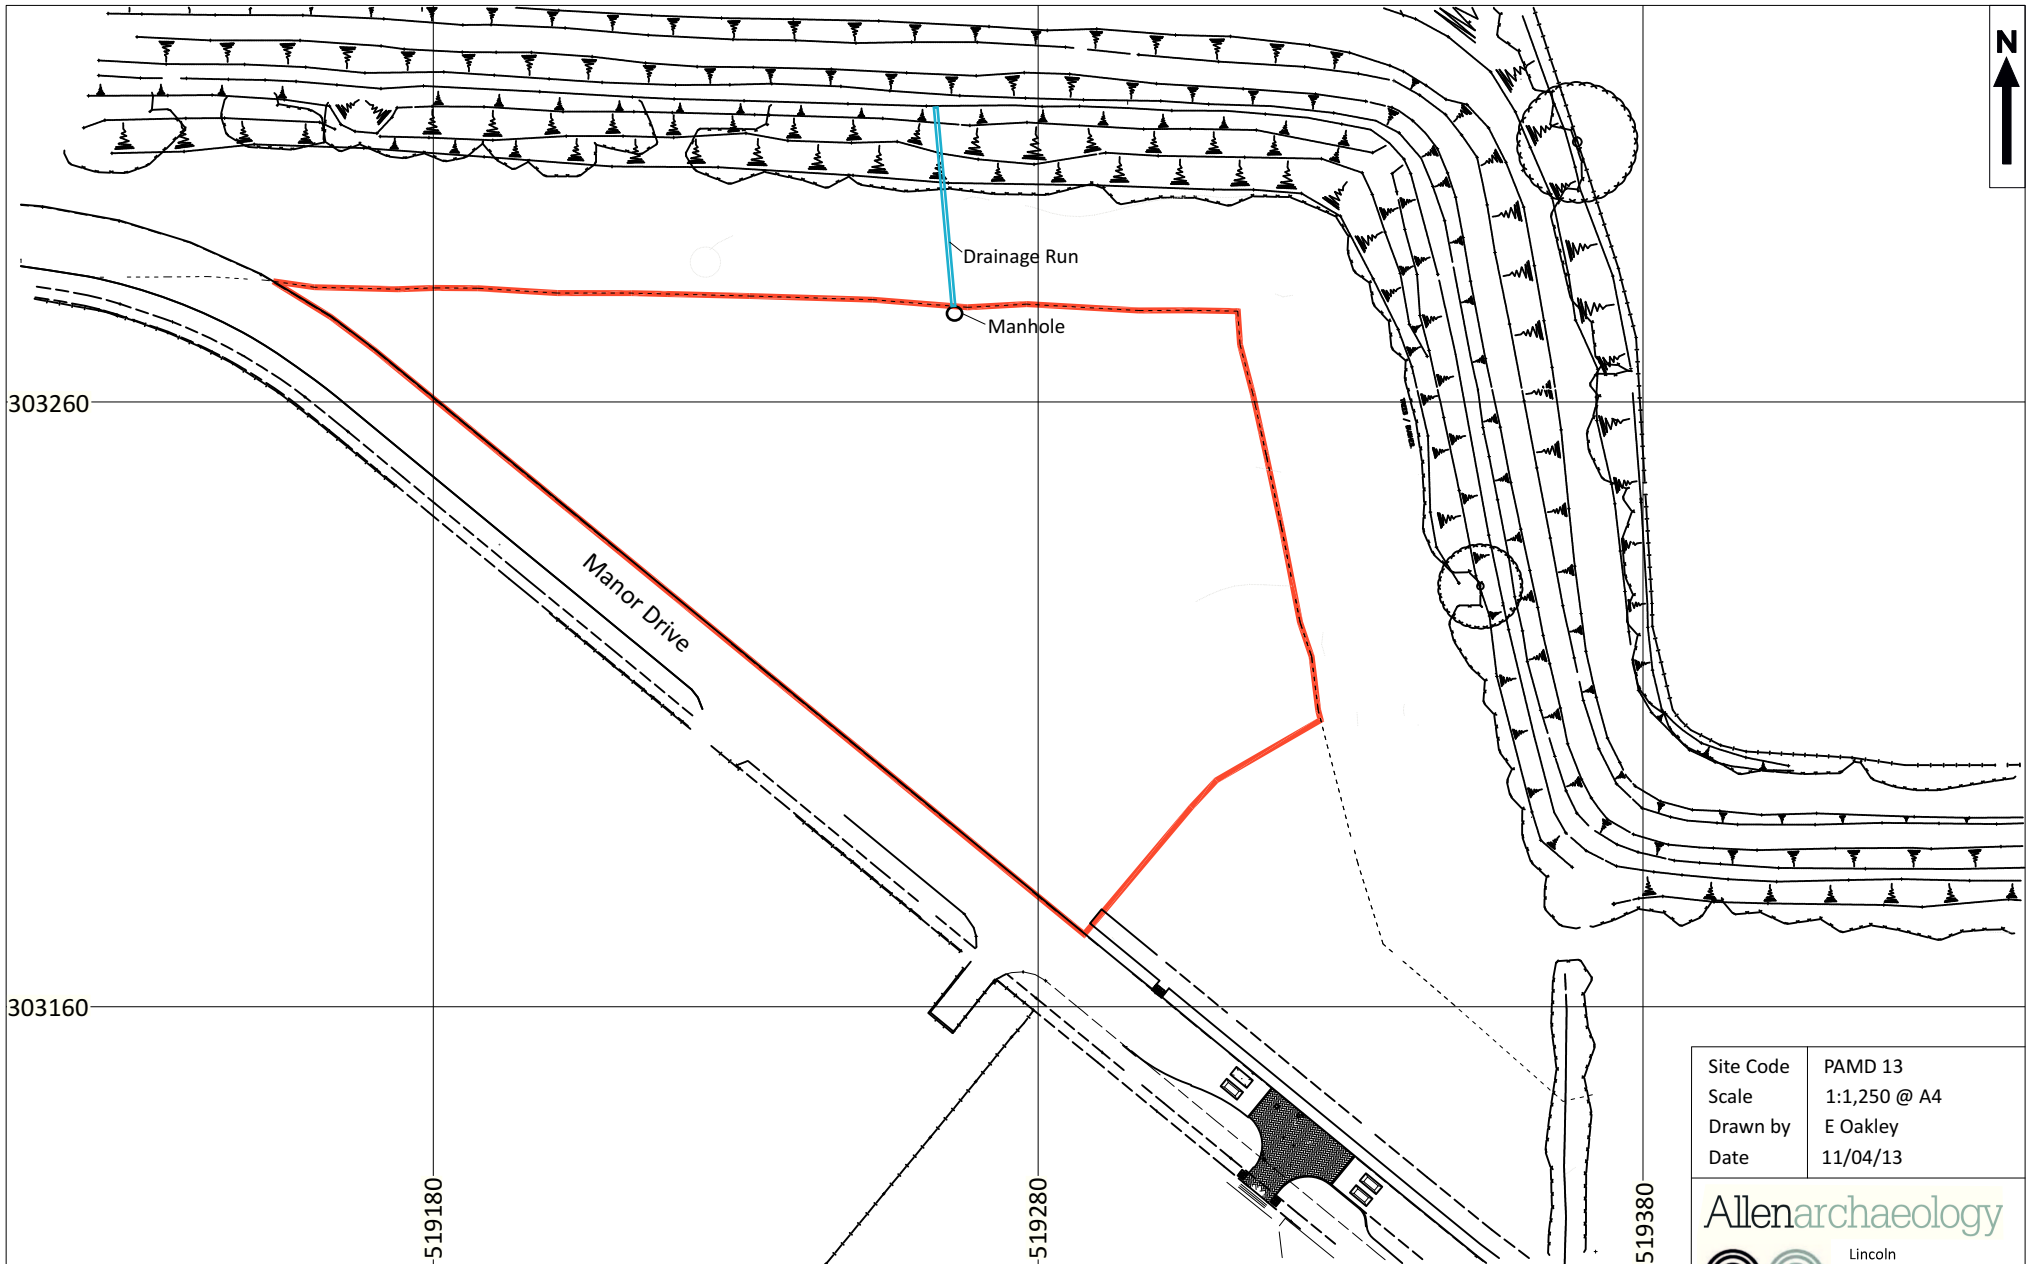 N
Drainage Run
Manhole
303260
Manor Drive
303160
519180
519280
519380
Site Code PAMD 13
Scale 1:1,250 @ A4
Drawn by E Oakley
Date 11/04/13
Allenarchaeology
Lincoln